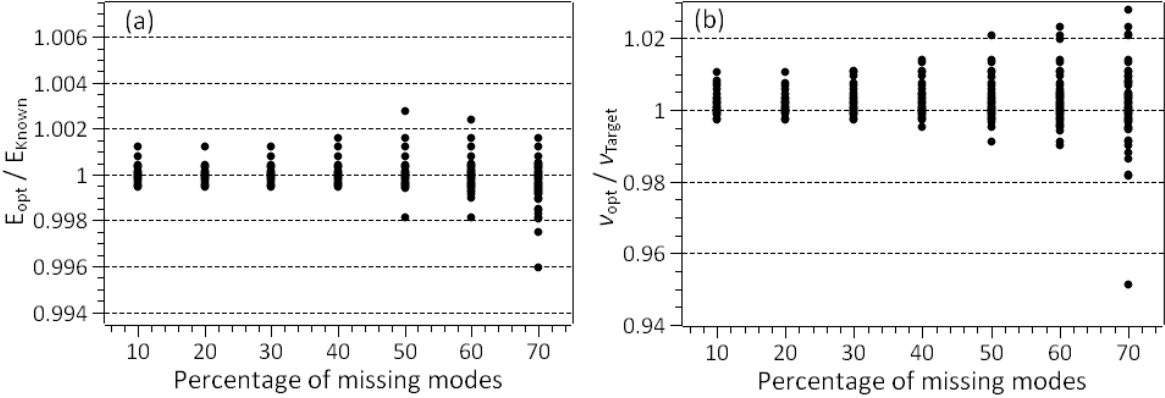 (a)
1.006
1.004
1.002
1
0.998
0.996
0.994
E_opt / E_Known
10 20 30 40 50 60 70
Percentage of missing modes
(b)
1.02
1
0.98
0.96
0.94
ν_opt / ν_Target
10 20 30 40 50 60 70
Percentage of missing modes